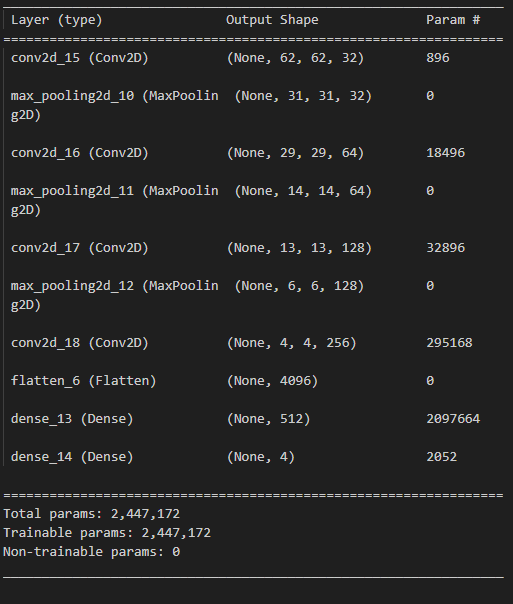 Layer (type) Output Shape Param #
=================================================================
conv2d_15 (Conv2D) (None, 62, 62, 32) 896
max_pooling2d_10 (MaxPoolin (None, 31, 31, 32) 0
g2D)
conv2d_16 (Conv2D) (None, 29, 29, 64) 18496
max_pooling2d_11 (MaxPoolin (None, 14, 14, 64) 0
g2D)
conv2d_17 (Conv2D) (None, 13, 13, 128) 32896
max_pooling2d_12 (MaxPoolin (None, 6, 6, 128) 0
g2D)
conv2d_18 (Conv2D) (None, 4, 4, 256) 295168
flatten_6 (Flatten) (None, 4096) 0
dense_13 (Dense) (None, 512) 2097664
dense_14 (Dense) (None, 4) 2052
=================================================================
Total params: 2,447,172
Trainable params: 2,447,172
Non-trainable params: 0